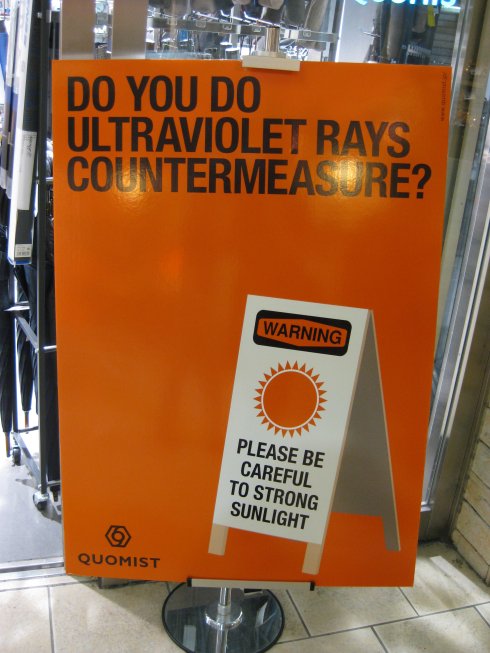 DO YOU DO
ULTRAVIOLET RAYS
COUNTERMEASURE?
WARNING
PLEASE BE
CAREFUL
TO STRONG
SUNLIGHT
QUOMIST